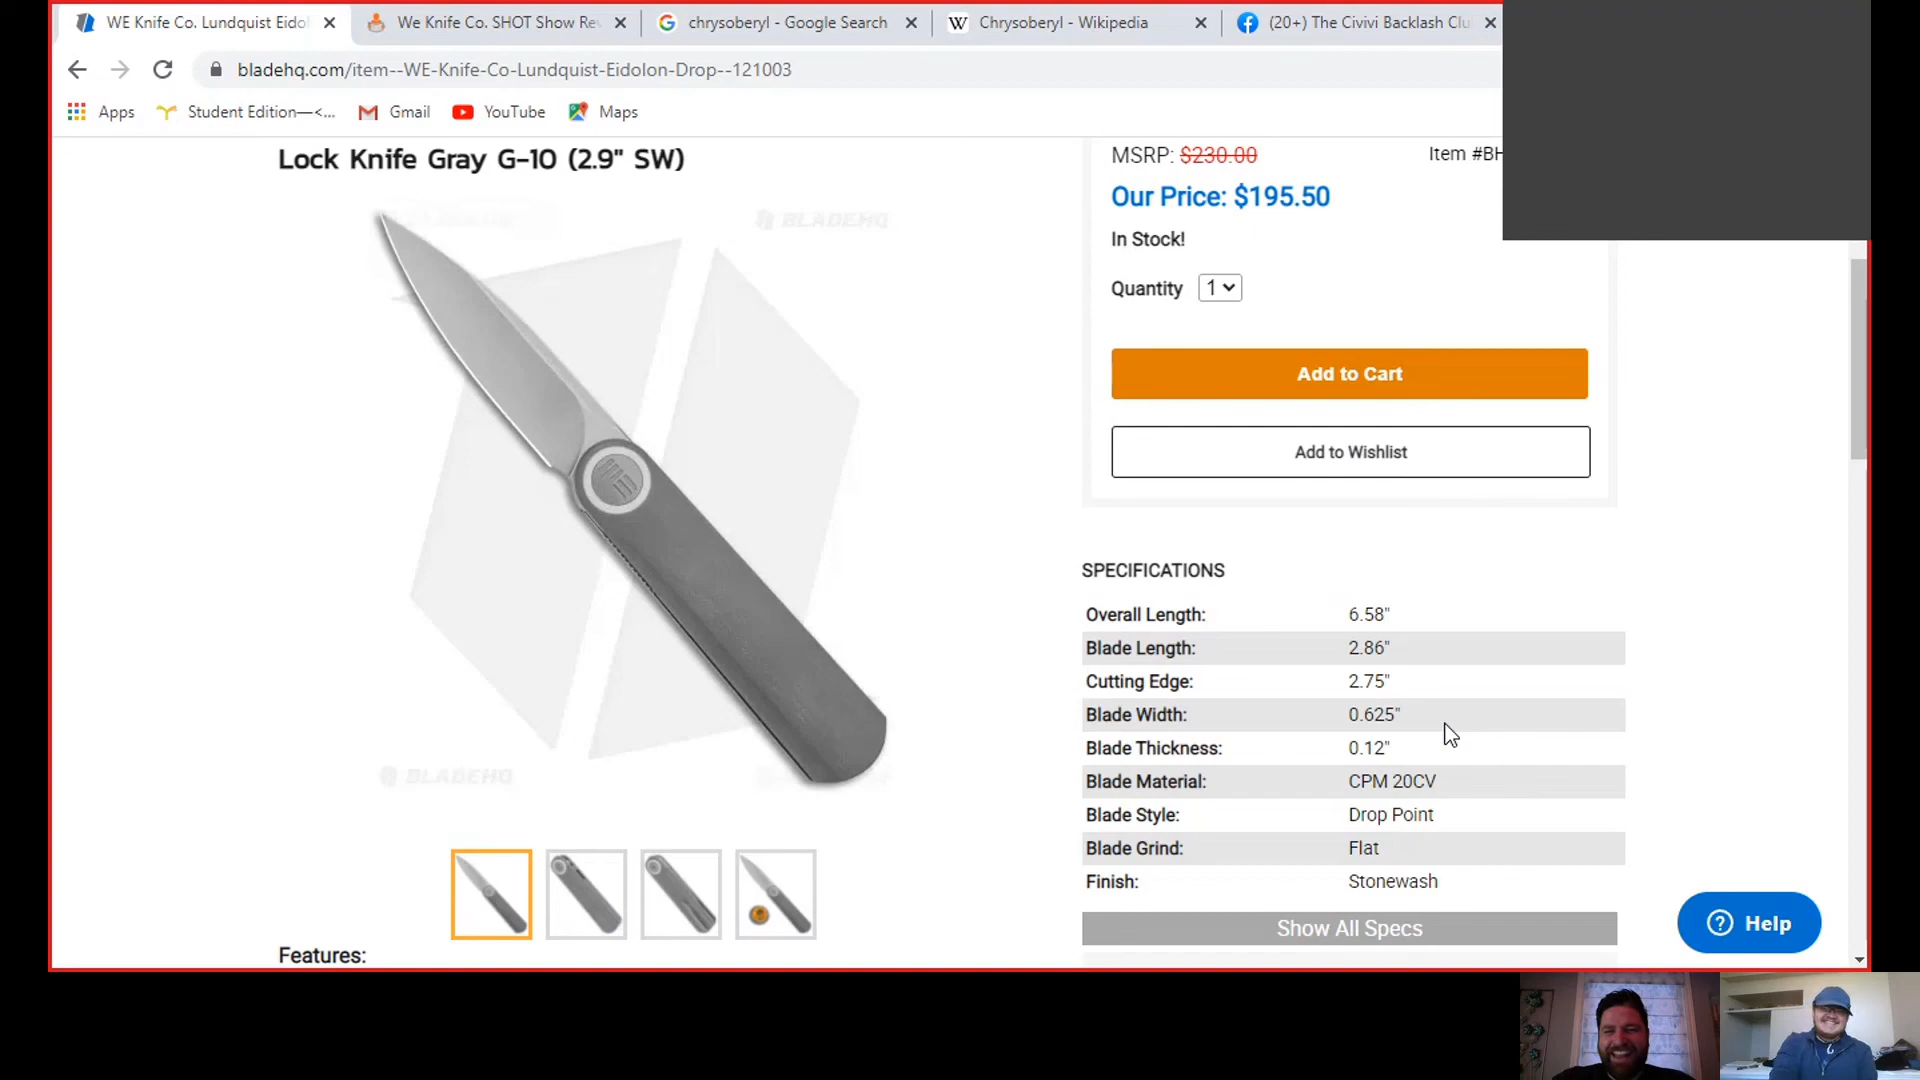 WE Knife Co. Lundquist Eidol
We Knife Co. SHOT Show Re
chrysoberyl - Google Search
Chrysoberyl - Wikipedia
(20+) The Civivi Backlash Clu
bladehq.com/item--WE-Knife-Co-Lundquist-Eidolon-Drop--121003
Apps
Student Edition—<...
Gmail
YouTube
Maps
Lock Knife Gray G-10 (2.9" SW)
BLADEHQ
MSRP: $230.00
Item #BH
Our Price: $195.50
In Stock!
Quantity 1
Add to Cart
Add to Wishlist
SPECIFICATIONS
Overall Length: 6.58"
Blade Length: 2.86"
Cutting Edge: 2.75"
Blade Width: 0.625"
Blade Thickness: 0.12"
Blade Material: CPM 20CV
Blade Style: Drop Point
Blade Grind: Flat
Finish: Stonewash
Show All Specs
BLADEHQ
Features:
Help